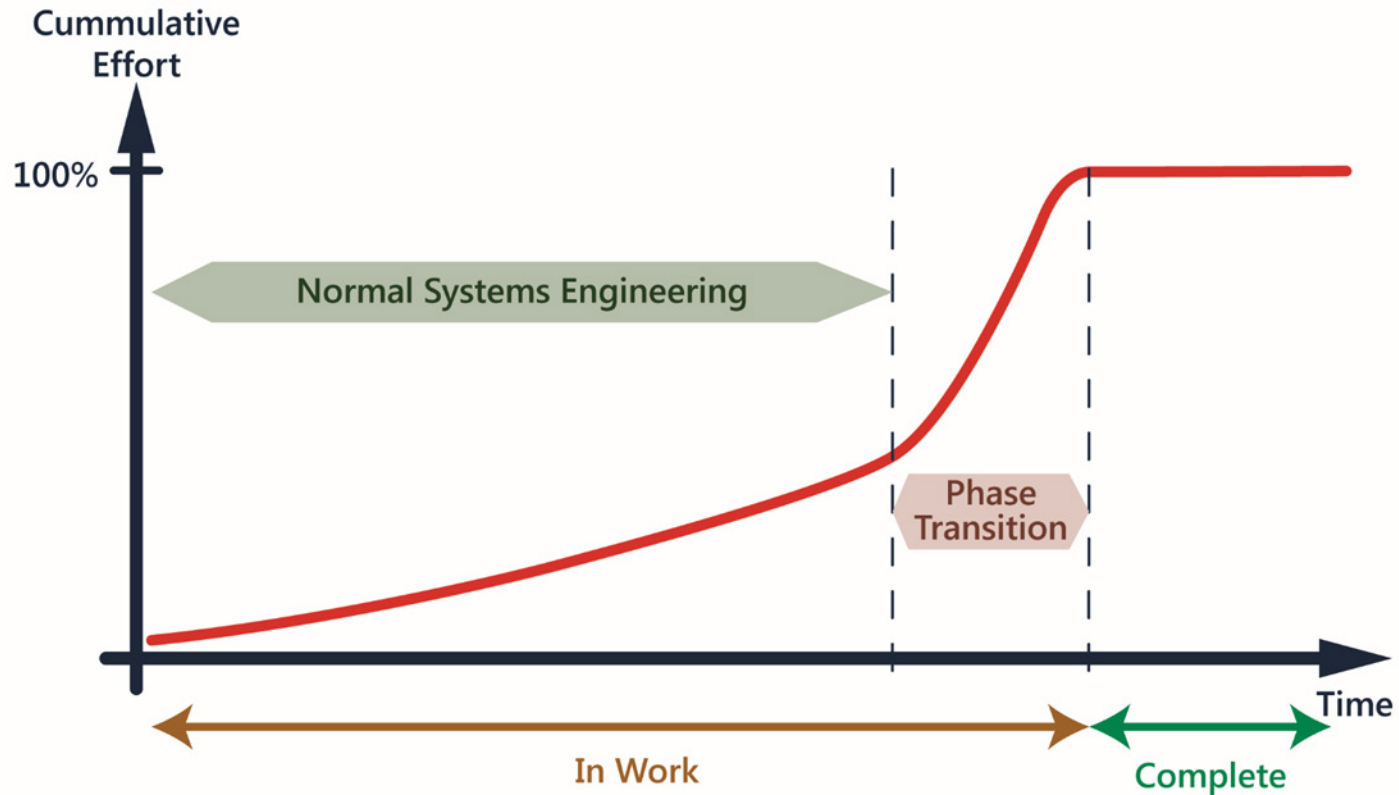 Cummulative
Effort
100%
Normal Systems Engineering
Phase
Transition
Time
In Work
Complete